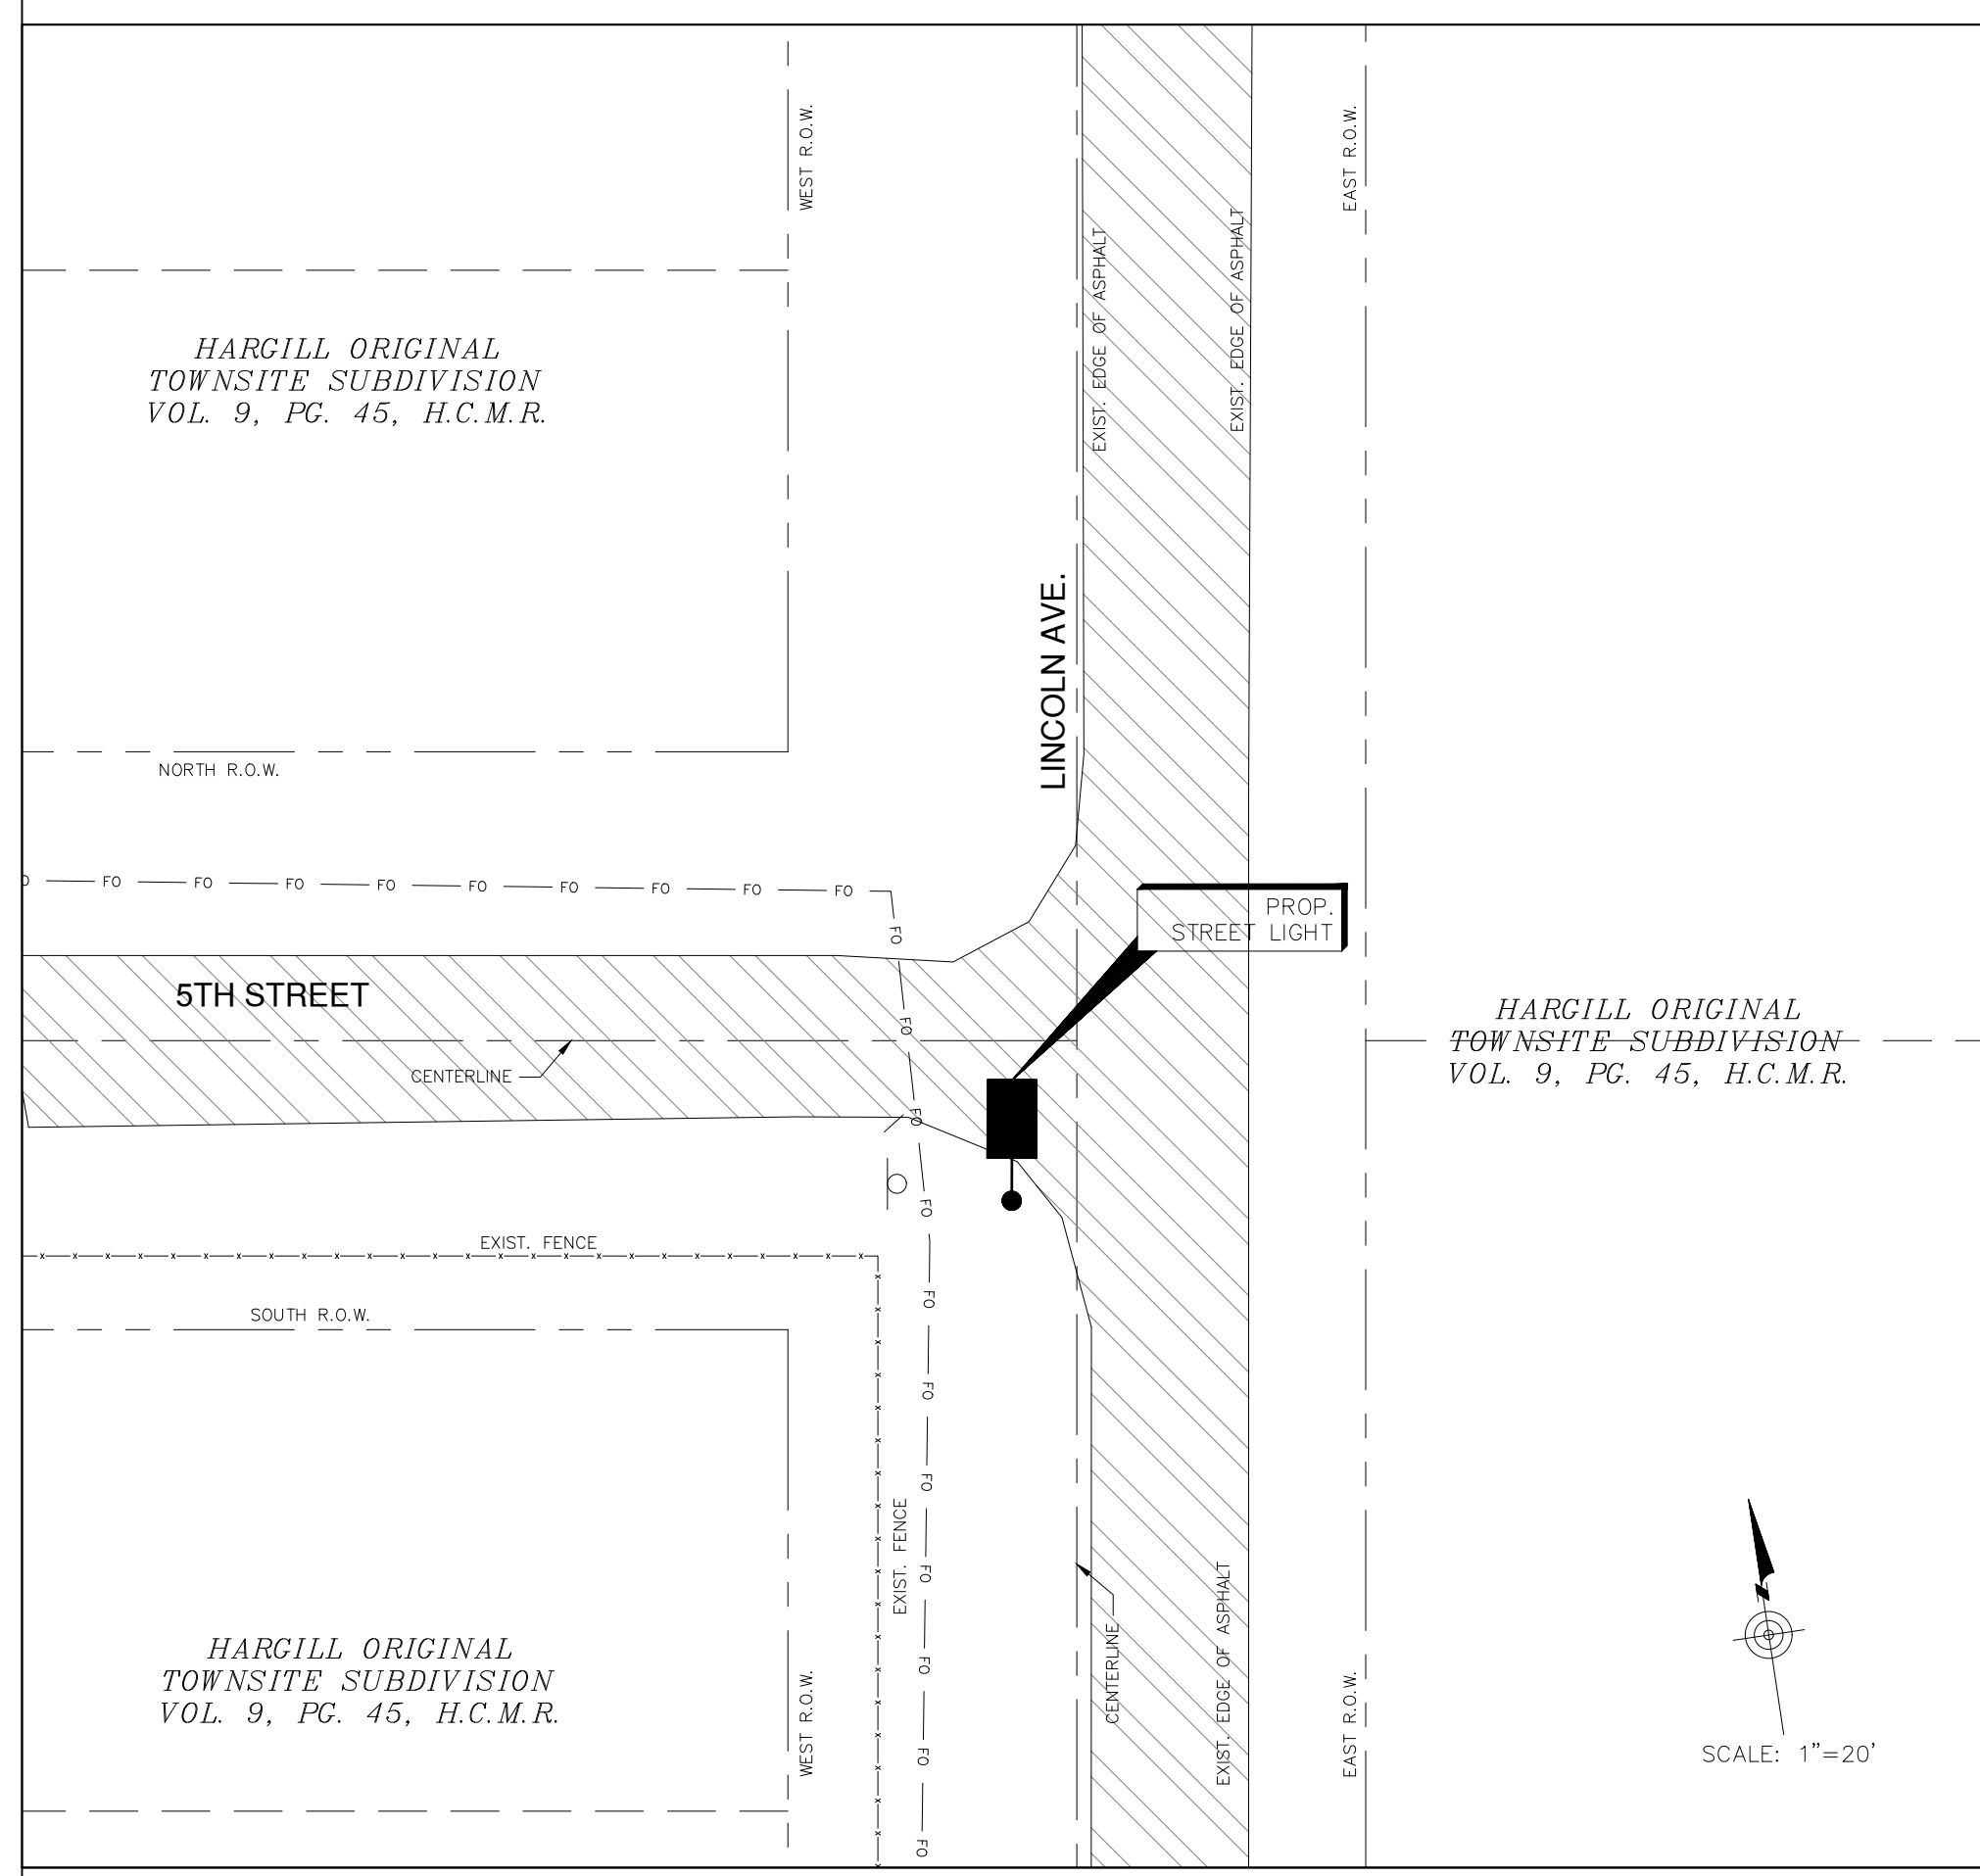 WEST R.O.W.
EAST R.O.W.
EXIST. EDGE OF ASPHALT
EXIST. EDGE OF ASPHALT
HARGILL ORIGINAL
TOWNSITE SUBDIVISION
VOL. 9, PG. 45, H.C.M.R.
LINCOLN AVE.
NORTH R.O.W.
O FO FO FO FO FO FO FO FO FO
FO
PROP.
STREET LIGHT
5TH STREET
FO
HARGILL ORIGINAL
TOWNSITE SUBDIVISION
VOL. 9, PG. 45, H.C.M.R.
CENTERLINE
FO
FO
EXIST. FENCE
FO
SOUTH R.O.W.
FO
FO
EXIST. FENCE
FO
EXIST. EDGE OF ASPHALT
N
HARGILL ORIGINAL
TOWNSITE SUBDIVISION
VOL. 9, PG. 45, H.C.M.R.
FO
CENTERLINE
WEST R.O.W.
EAST R.O.W.
FO
SCALE: 1"=20'
FO